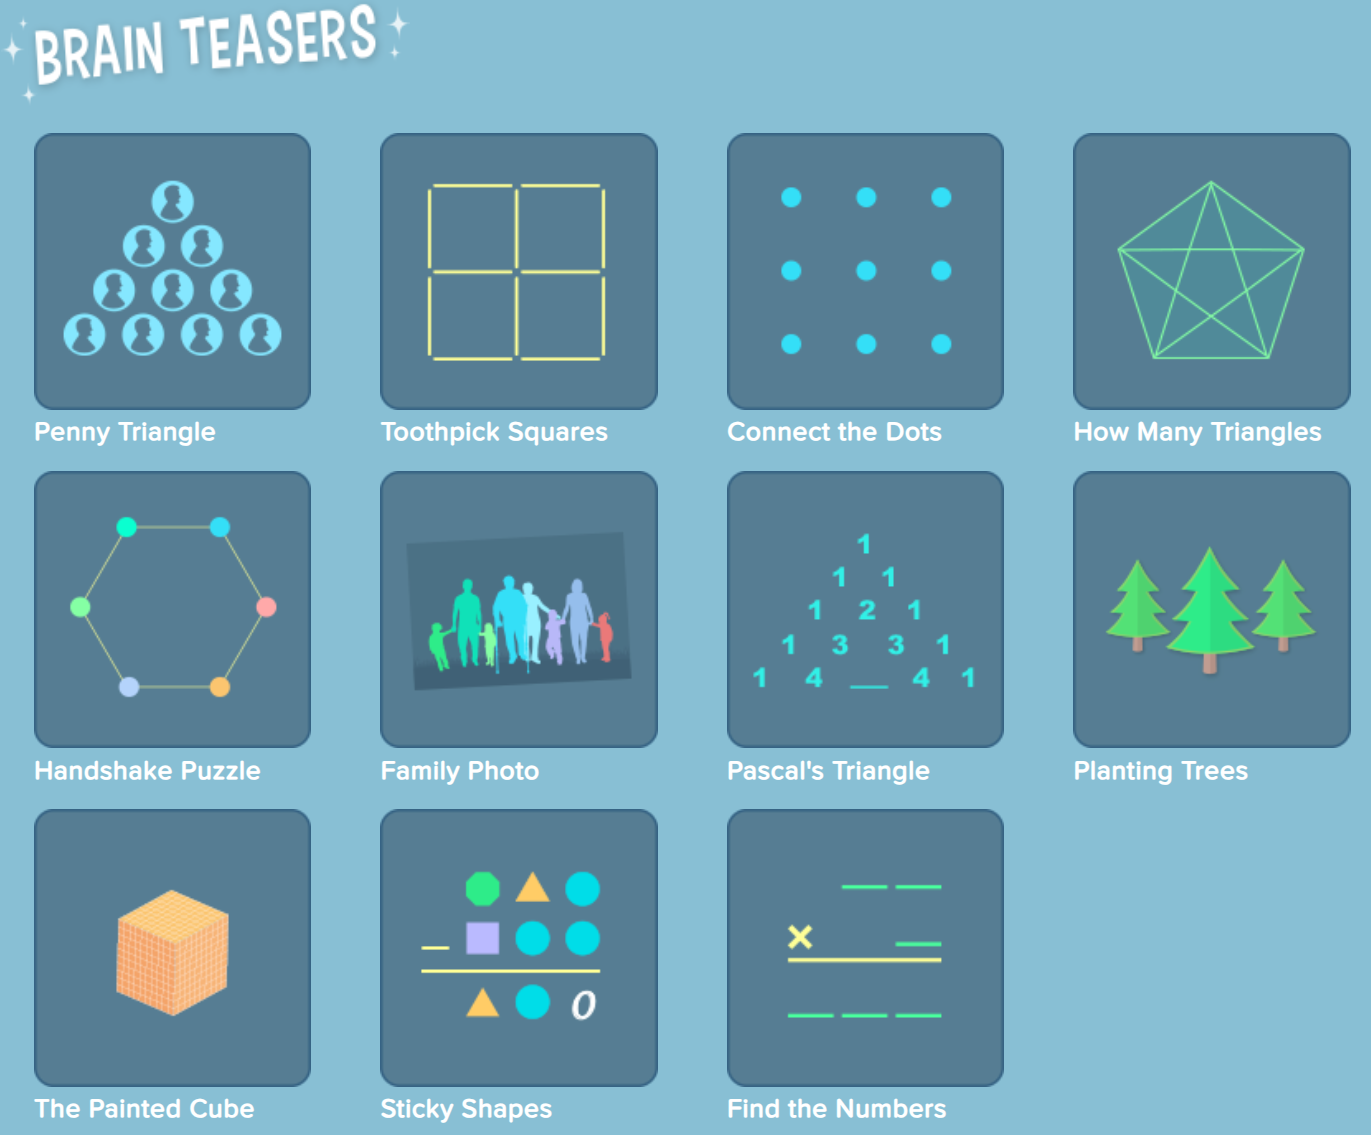 BRAIN TEASERS
Penny Triangle
Toothpick Squares
Connect the Dots
How Many Triangles
1
1 1
1 2 1
1 3 3 1
1 4 __ 4 1
Handshake Puzzle
Family Photo
Pascal's Triangle
Planting Trees
0
×
The Painted Cube
Sticky Shapes
Find the Numbers